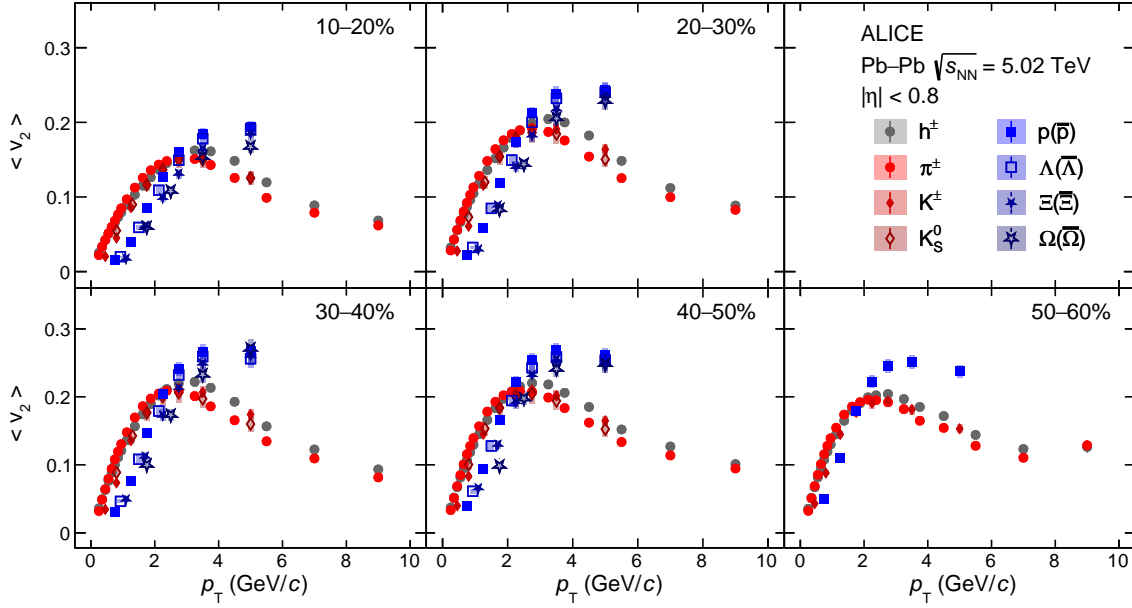 10–20%
20–30%
ALICE
Pb–Pb √sNN = 5.02 TeV
|η| < 0.8
h± p(p̅)
π± Λ(Λ̅)
K± Ξ(Ξ̅)
K0S Ω(Ω̅)
< v2 >
0.3
0.2
0.1
0
30–40%
40–50%
50–60%
< v2 >
0.3
0.2
0.1
0
0 2 4 6 8 10 0 2 4 6 8 10 0 2 4 6 8 10
pT (GeV/c) pT (GeV/c) pT (GeV/c)